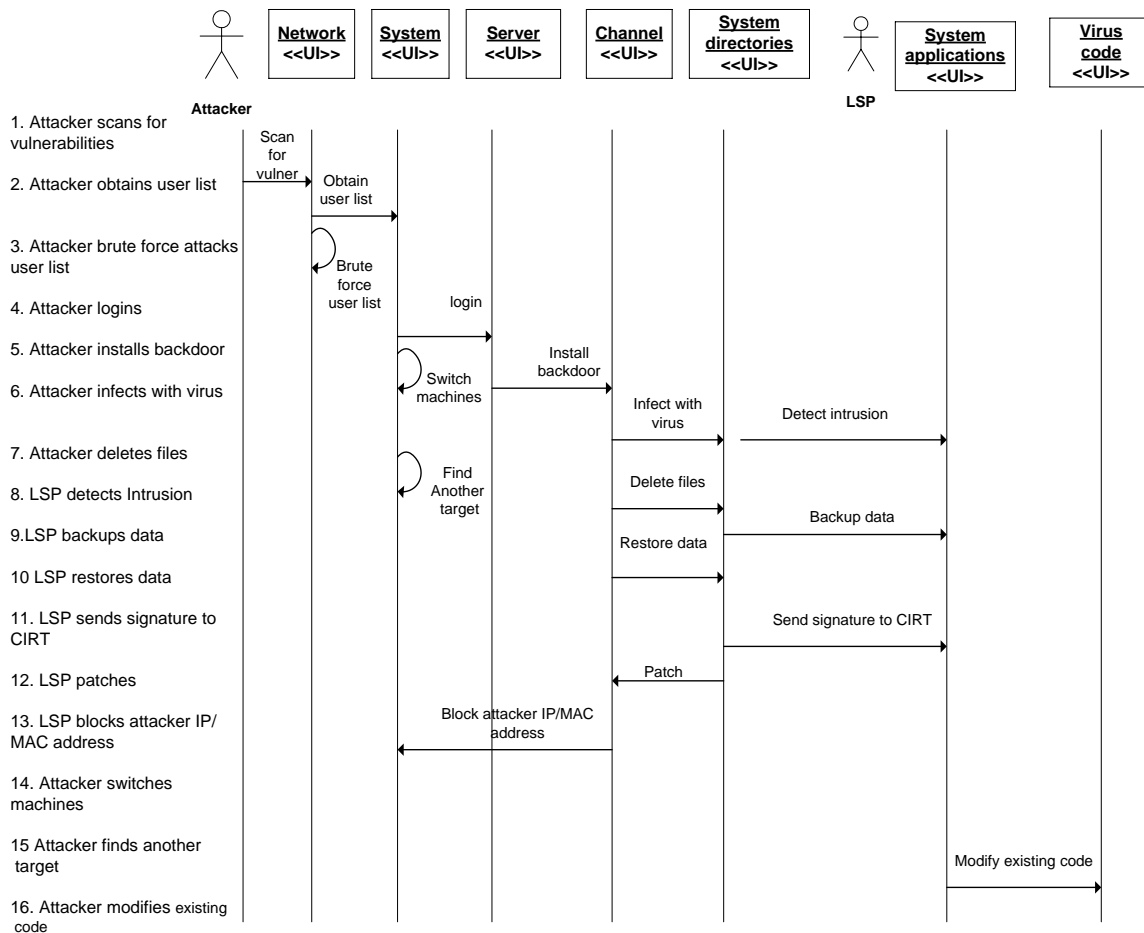 Network
<<UI>>
System
<<UI>>
Server
<<UI>>
Channel
<<UI>>
System
directories
<<UI>>
System
applications
<<UI>>
Virus
code
<<UI>>
Attacker
LSP
1. Attacker scans for
vulnerabilities
2. Attacker obtains user list
3. Attacker brute force attacks
user list
4. Attacker logins
5. Attacker installs backdoor
6. Attacker infects with virus
7. Attacker deletes files
8. LSP detects Intrusion
9.LSP backups data
10 LSP restores data
11. LSP sends signature to
CIRT
12. LSP patches
13. LSP blocks attacker IP/
MAC address
14. Attacker switches
machines
15 Attacker finds another
target
16. Attacker modifies existing
code
Scan
for
vulner
Obtain
user list
Brute
force
user list
login
Switch
machines
Install
backdoor
Infect with
virus
Detect intrusion
Find
Another
target
Delete files
Backup data
Restore data
Send signature to CIRT
Patch
Block attacker IP/MAC
address
Modify existing code